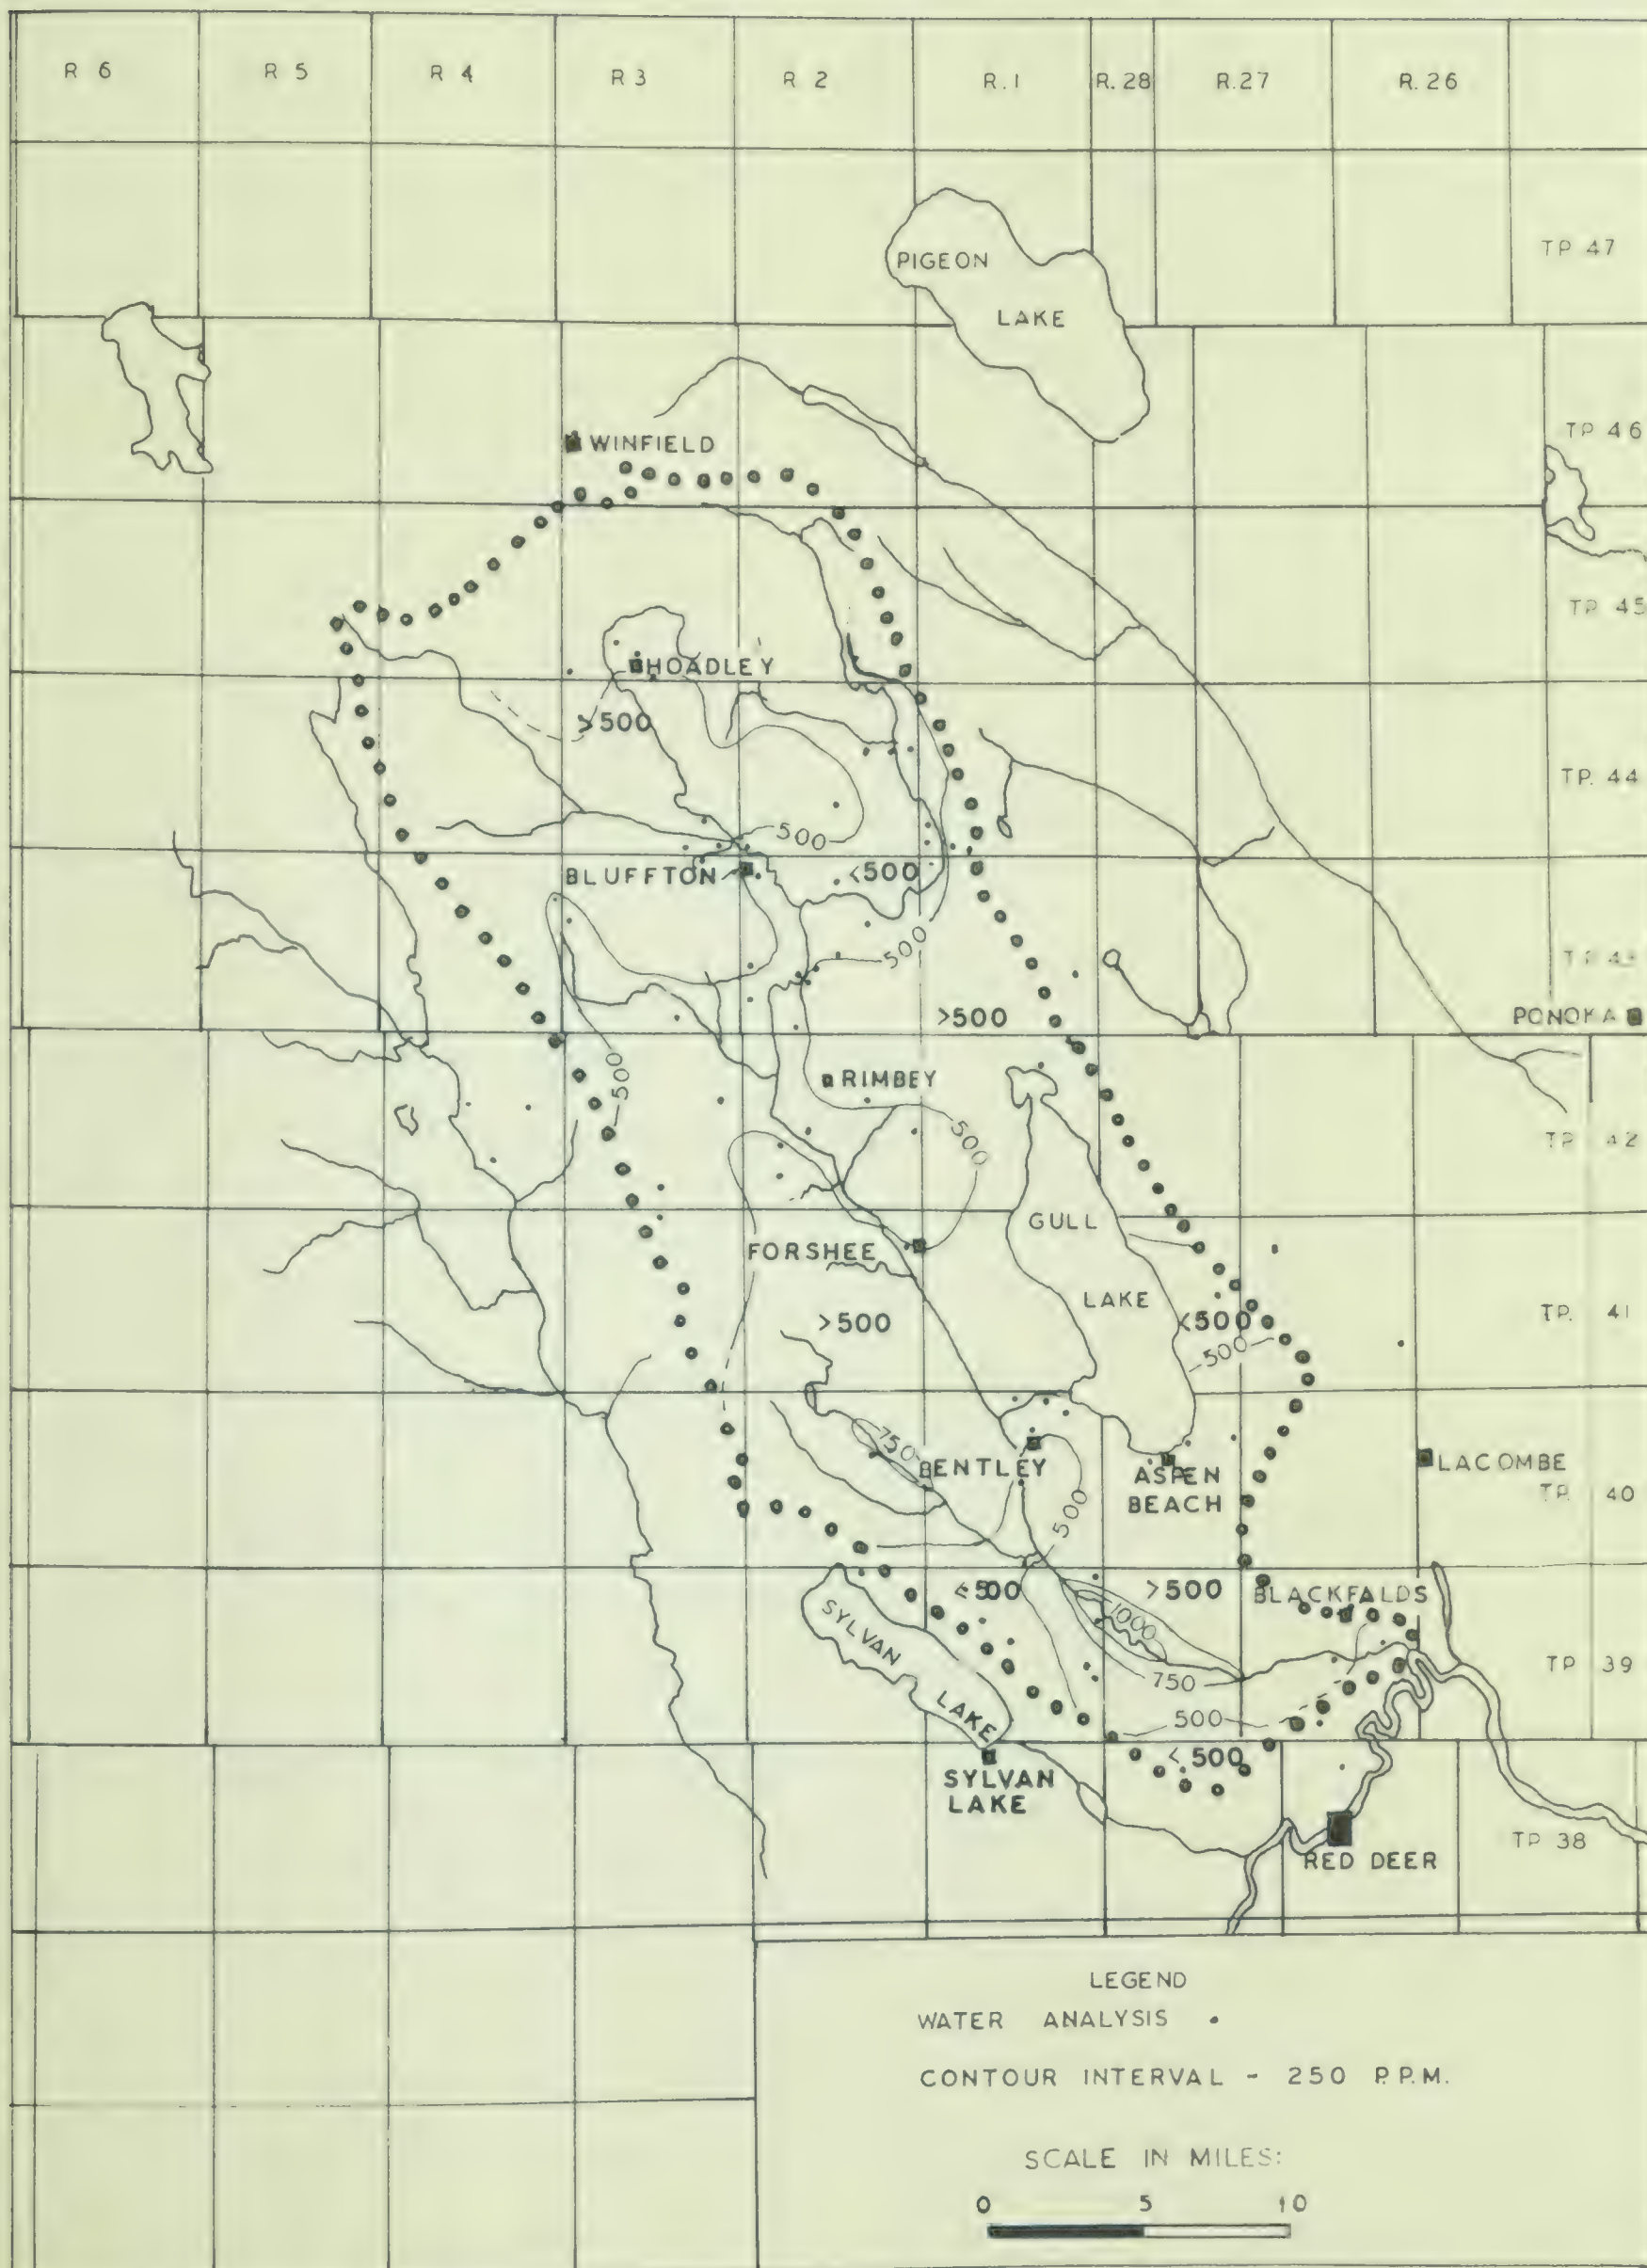 R 6 R 5 R 4 R 3 R 2 R.1 R.28 R.27 R.26
TP 47
PIGEON
LAKE
TP 46
WINFIELD
TP 45
HOADLEY
>500
TP. 44
500
BLUFFTON
<500
500
TP 43
>500
PONOKA
500
RIMBEY
500
TP 42
GULL
FORSHEE
LAKE
>500
<500
TP. 41
500
750
BENTLEY
ASPEN
BEACH
LACOMBE
TP. 40
500
<500
>500
BLACKFALDS
1000
SYLVAN
LAKE
750
TP 39
500
<.500
SYLVAN
LAKE
TP 38
RED DEER
LEGEND
WATER ANALYSIS •
CONTOUR INTERVAL - 250 P.P.M.
SCALE IN MILES:
0 5 10